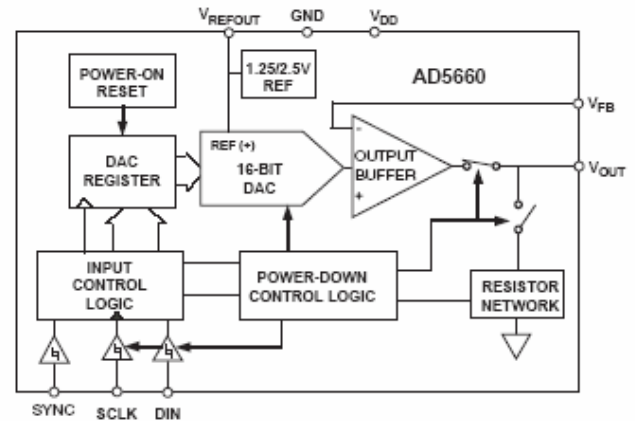 VREFOUT
GND
VDD
POWER-ON
RESET
1.25/2.5V
REF
AD5660
VFB
REF (+)
16-BIT
DAC
DAC
REGISTER
-
OUTPUT
BUFFER
+
VOUT
INPUT
CONTROL
LOGIC
POWER-DOWN
CONTROL LOGIC
RESISTOR
NETWORK
SYNC
SCLK
DIN